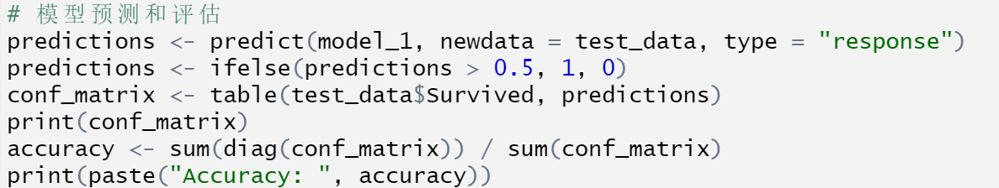 # 模型预测和评估
predictions <- predict(model_1, newdata = test_data, type = "response")
predictions <- ifelse(predictions > 0.5, 1, 0)
conf_matrix <- table(test_data$Survived, predictions)
print(conf_matrix)
accuracy <- sum(diag(conf_matrix)) / sum(conf_matrix)
print(paste("Accuracy: ", accuracy))